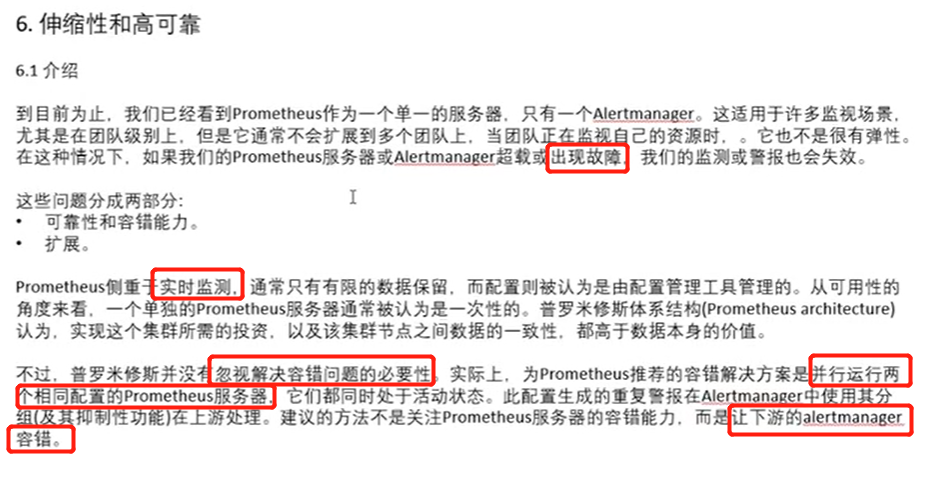 6. 伸缩性和高可靠
6.1 介绍
到目前为止，我们已经看到Prometheus作为一个单一的服务器，只有一个Alertmanager。这适用于许多监视场景，
尤其是在团队级别上，但是它通常不会扩展到多个团队上，当团队正在监视自己的资源时，。它也不是很有弹性。
在这种情况下，如果我们的Prometheus服务器或Alertmanager超载或出现故障，我们的监测或警报也会失效。
这些问题分成两部分:
• 可靠性和容错能力。
• 扩展。
Prometheus侧重于实时监测，通常只有有限的数据保留，而配置则被认为是由配置管理工具管理的。从可用性的
角度来看，一个单独的Prometheus服务器通常被认为是一次性的。普罗米修斯体系结构(Prometheus architecture)
认为，实现这个集群所需的投资，以及该集群节点之间数据的一致性，都高于数据本身的价值。
不过，普罗米修斯并没有忽视解决容错问题的必要性。实际上，为Prometheus推荐的容错解决方案是并行运行两
个相同配置的Prometheus服务器，它们都同时处于活动状态。此配置生成的重复警报在Alertmanager中使用其分
组(及其抑制性功能)在上游处理。建议的方法不是关注Prometheus服务器的容错能力，而是让下游的alertmanager
容错。